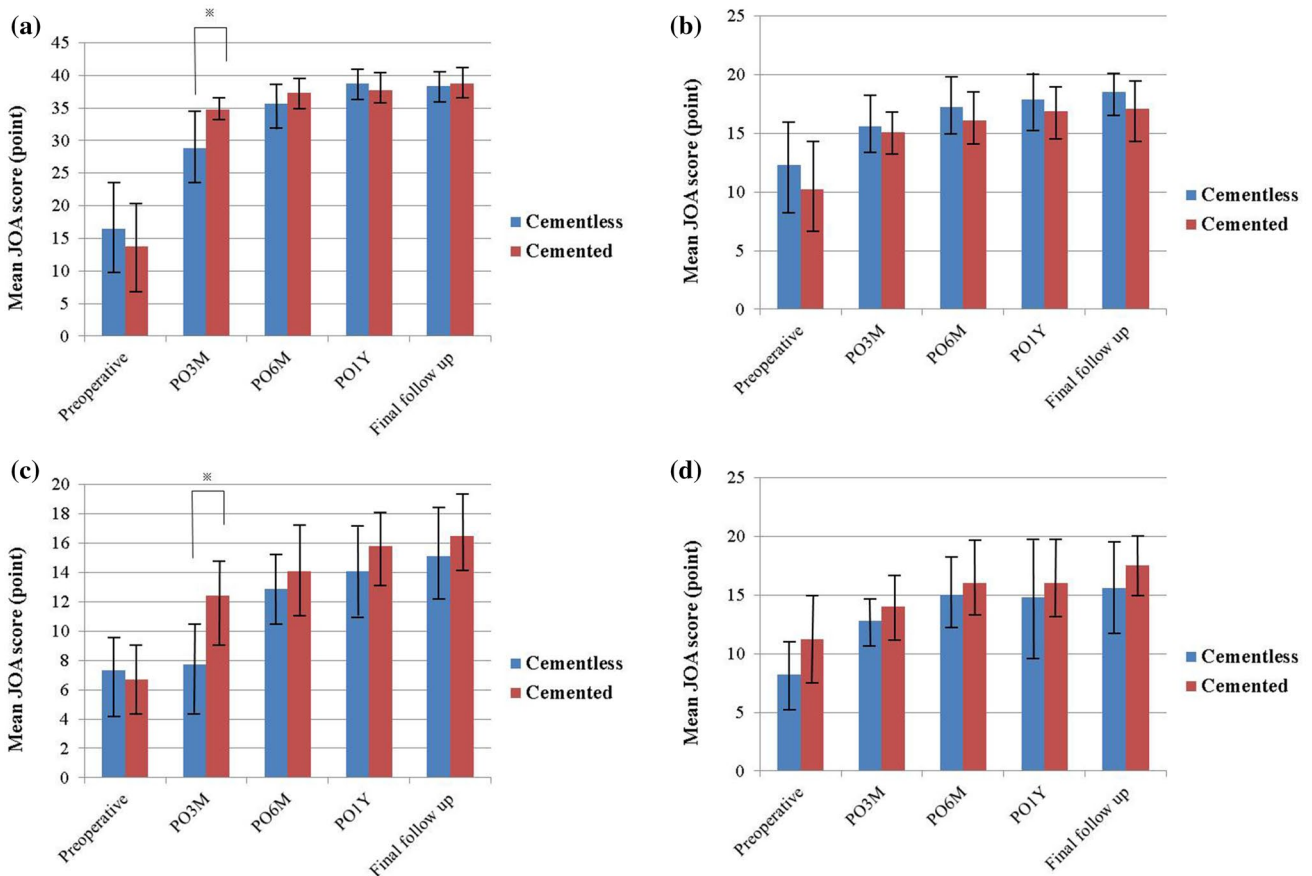 (a)
※
Mean JOA score (point)
45
40
35
30
25
20
15
10
5
0
Preoperative
PO3M
PO6M
PO1Y
Final follow up
Cementless
Cemented
(b)
Mean JOA score (point)
25
20
15
10
5
0
Preoperative
PO3M
PO6M
PO1Y
Final follow up
Cementless
Cemented
(c)
※
Mean JOA score (point)
20
18
16
14
12
10
8
6
4
2
0
Preoperative
PO3M
PO6M
PO1Y
Final follow up
Cementless
Cemented
(d)
Mean JOA score (point)
25
20
15
10
5
0
Preoperative
PO3M
PO6M
PO1Y
Final follow up
Cementless
Cemented